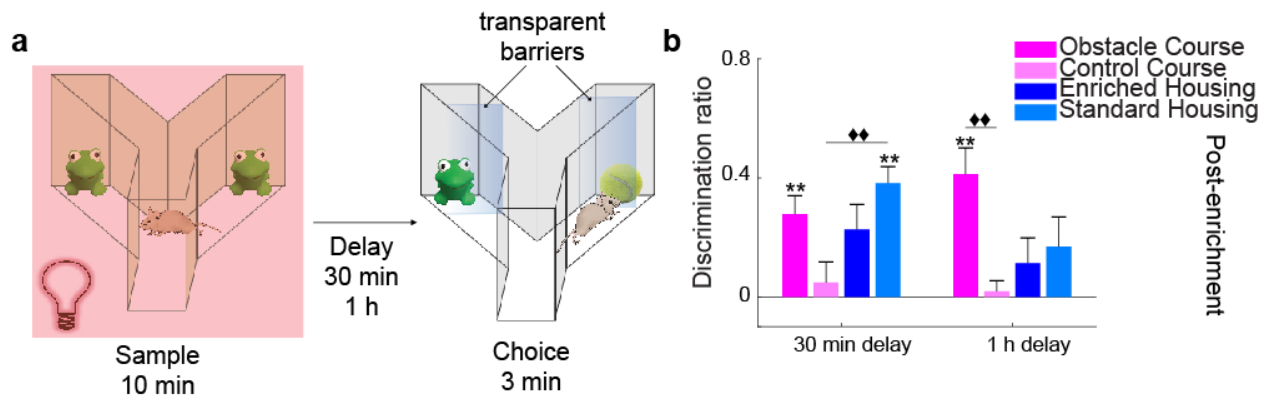 a
transparent
barriers
Delay
30 min
1 h
Sample
10 min
Choice
3 min
b
Discrimination ratio
0.8
0.4
0
**
♦♦
**
**
♦♦
30 min delay
1 h delay
Obstacle Course
Control Course
Enriched Housing
Standard Housing
Post-enrichment